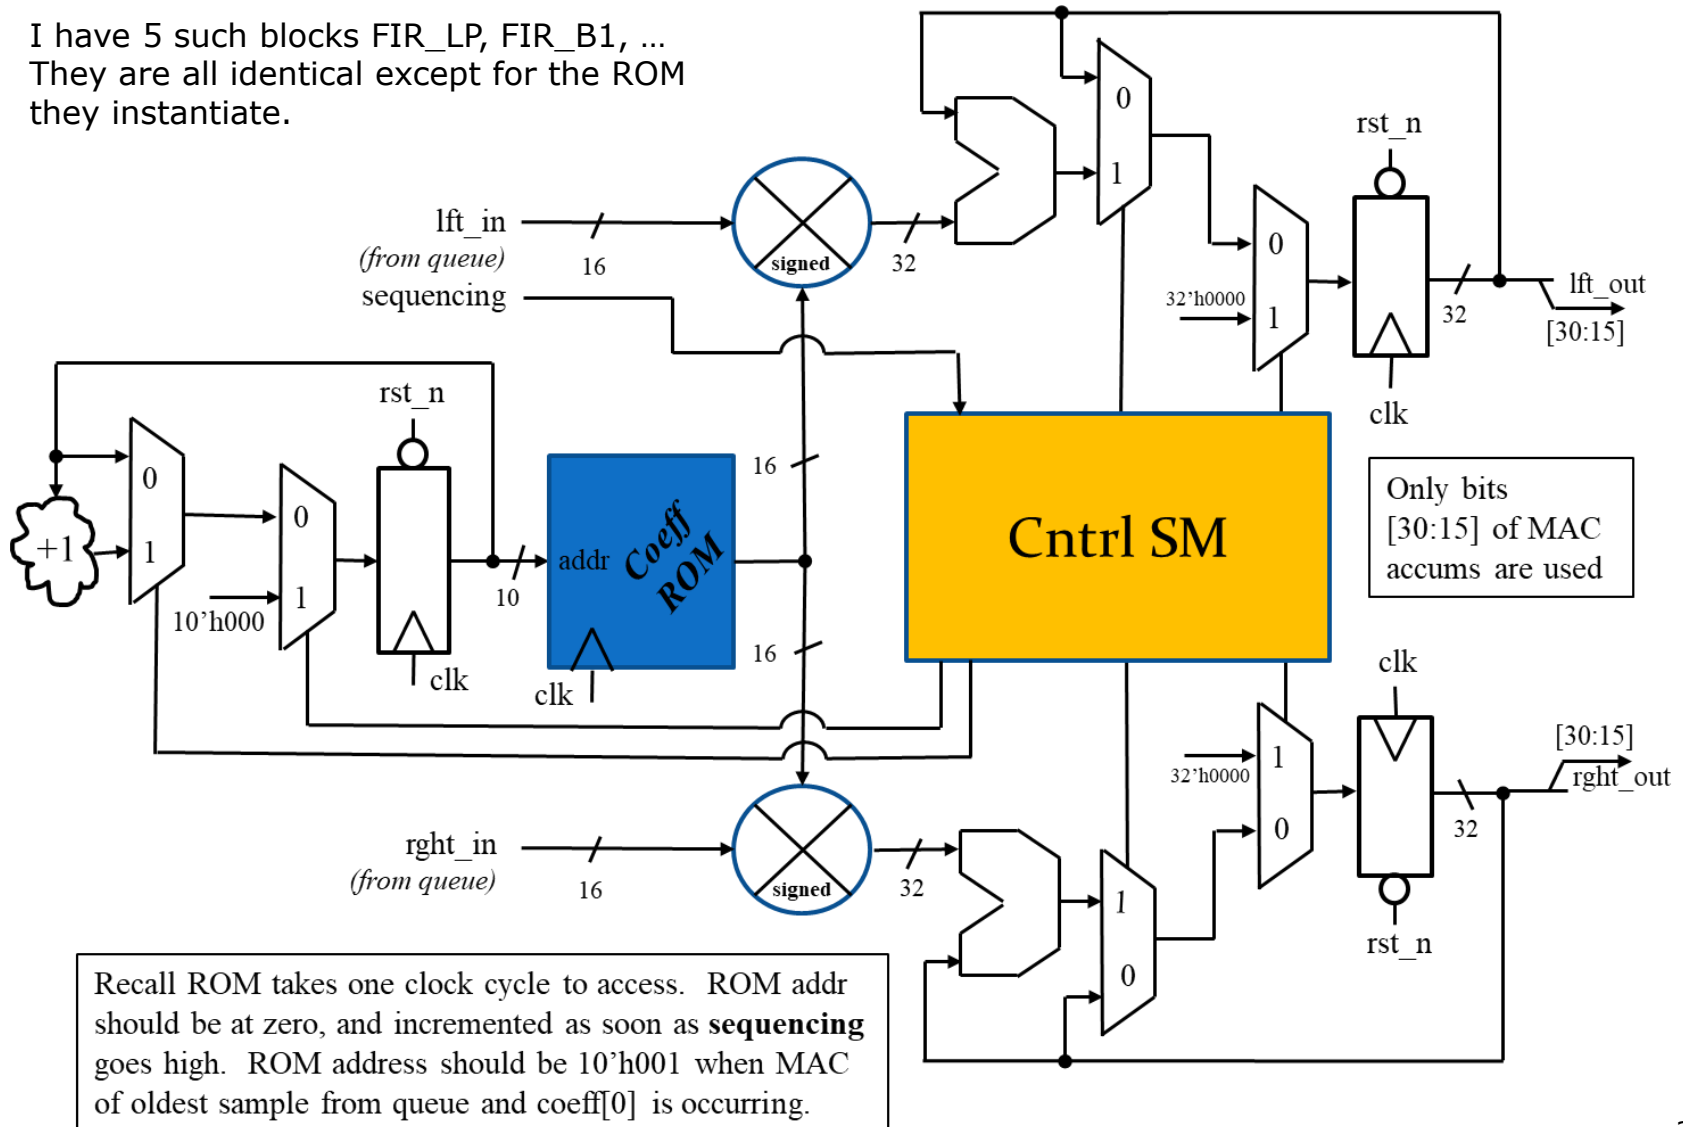 I have 5 such blocks FIR_LP, FIR_B1, …
They are all identical except for the ROM
they instantiate.
0
1
rst_n
lft_in
(from queue)
16
signed
32
sequencing
32'h0000
0
1
32
lft_out
[30:15]
clk
rst_n
0
1
+1
0
1
10'h000
clk
10
addr
Coeff
ROM
clk
16
16
Cntrl SM
Only bits
[30:15] of MAC
accums are used
clk
rght_in
(from queue)
16
signed
32
1
0
32'h0000
1
0
32
[30:15]
rght_out
rst_n
Recall ROM takes one clock cycle to access. ROM addr
should be at zero, and incremented as soon as sequencing
goes high. ROM address should be 10'h001 when MAC
of oldest sample from queue and coeff[0] is occurring.